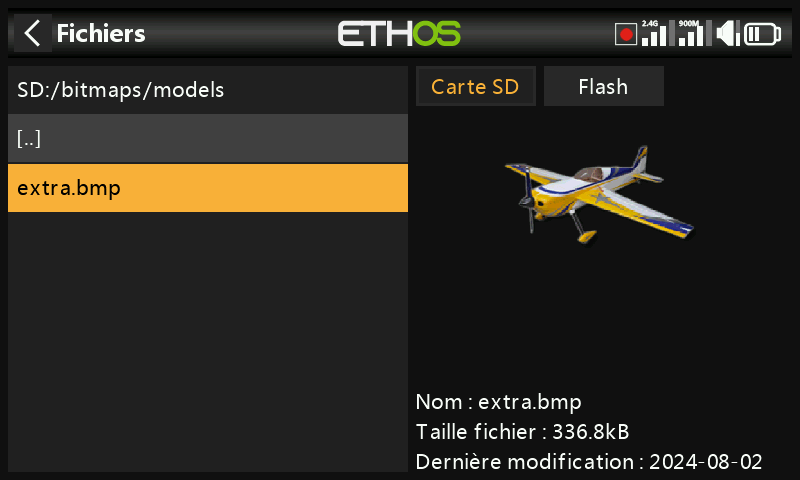 Fichiers
ETHOS
2.4G
900M
SD:/bitmaps/models
Carte SD
Flash
[..]
extra.bmp
Nom : extra.bmp
Taille fichier : 336.8kB
Dernière modification : 2024-08-02